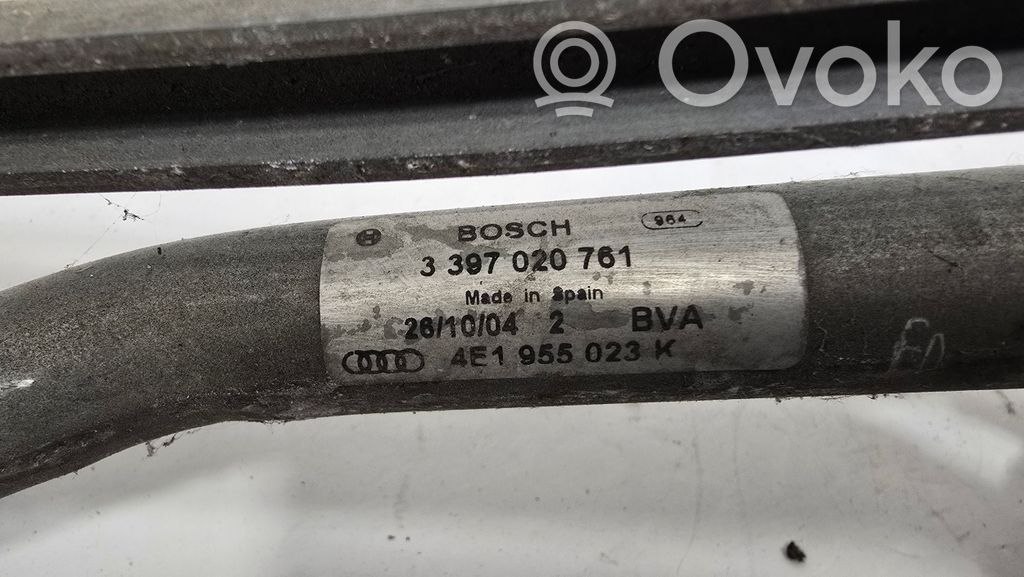 Ovoko
BOSCH 964
3 397 020 761
Made in Spain
26/10/04 2 BVA
4E1 955 023 K